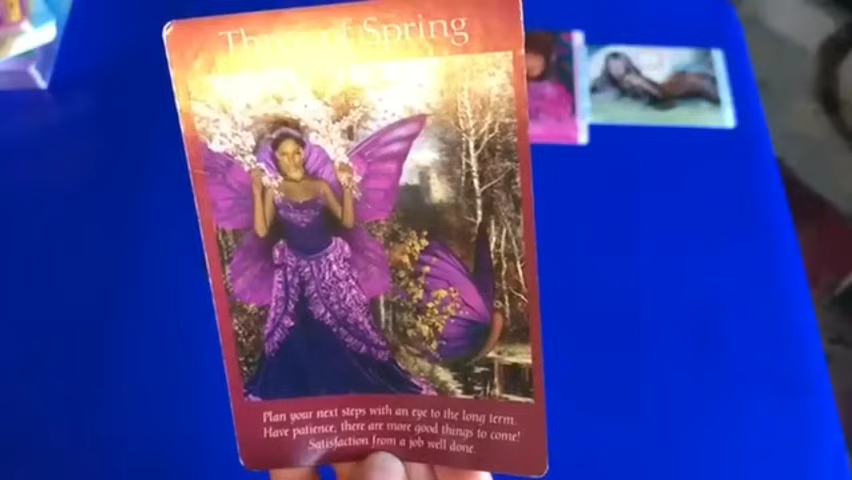 of Spring
Plan your next steps with an eye to the long term.
Have patience, there are more good things to come!
Satisfaction from a job well done.